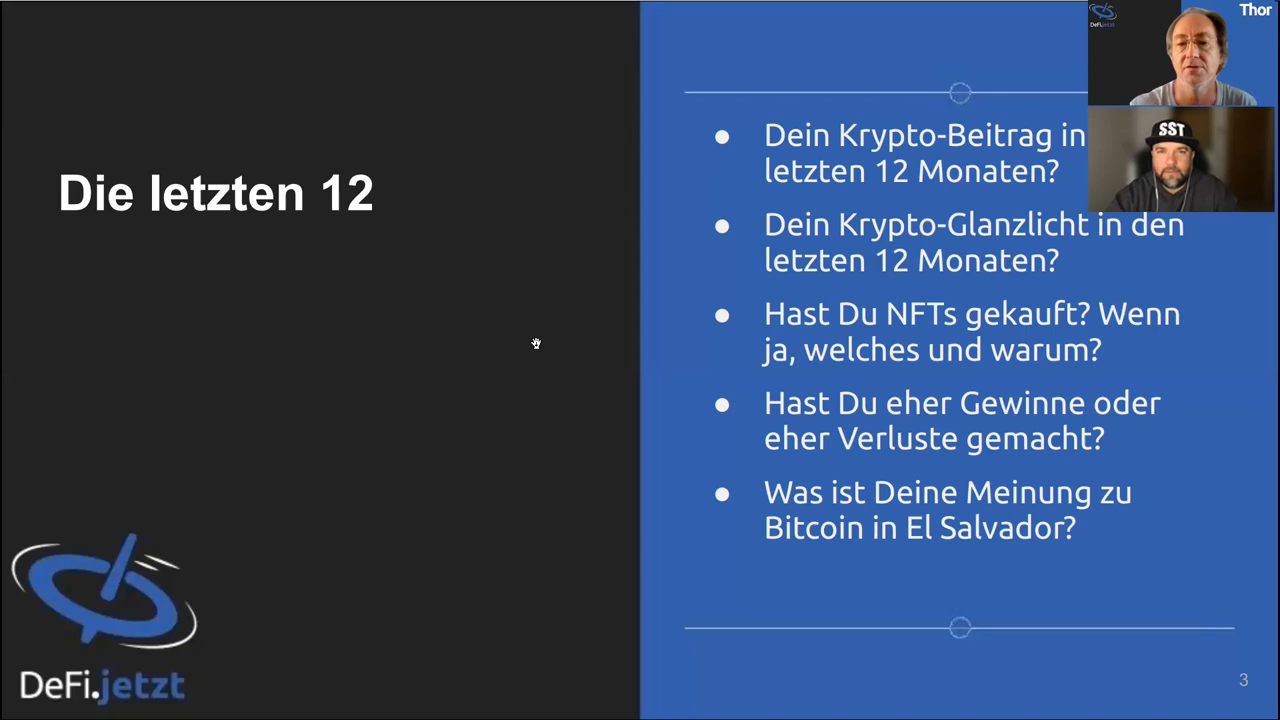 Die letzten 12
Dein Krypto-Beitrag in
letzten 12 Monaten?
Dein Krypto-Glanzlicht in den
letzten 12 Monaten?
Hast Du NFTs gekauft? Wenn
ja, welches und warum?
Hast Du eher Gewinne oder
eher Verluste gemacht?
Was ist Deine Meinung zu
Bitcoin in El Salvador?
DeFi.jetzt
3
DeFi.jetzt
Thor
SST